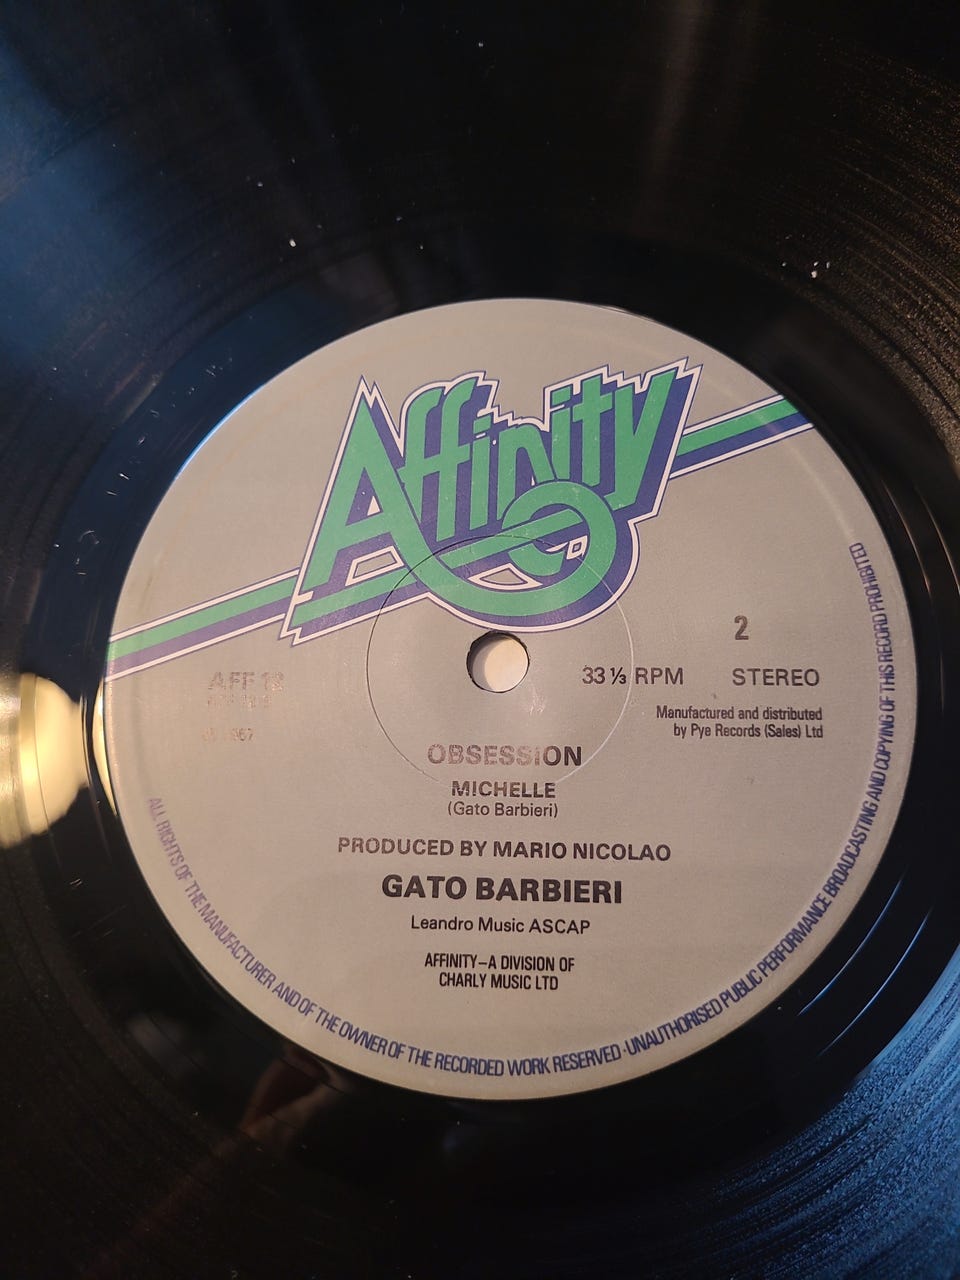 Affinity
2
AFF 12
33⅓ RPM STEREO
Manufactured and distributed
by Pye Records (Sales) Ltd
OBSESSION
MICHELLE
(Gato Barbieri)
PRODUCED BY MARIO NICOLAO
GATO BARBIERI
Leandro Music ASCAP
AFFINITY–A DIVISION OF
CHARLY MUSIC LTD
ALL RIGHTS OF THE MANUFACTURER AND OF THE OWNER OF THE RECORDED WORK RESERVED · UNAUTHORISED PUBLIC PERFORMANCE BROADCASTING AND COPYING OF THIS RECORD PROHIBITED